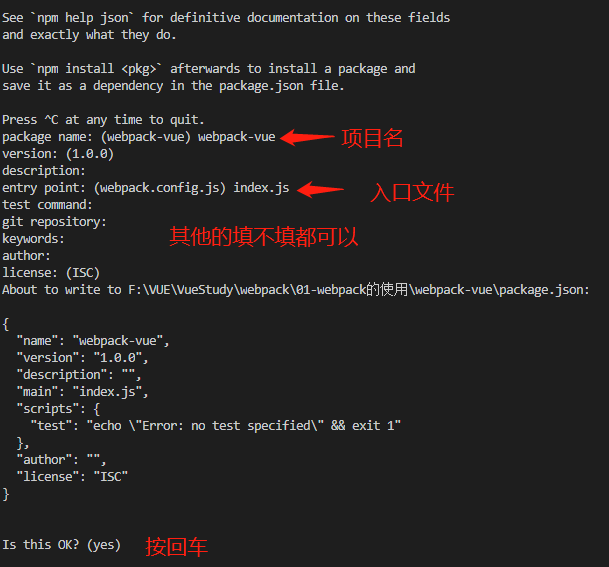 See `npm help json` for definitive documentation on these fields
and exactly what they do.
Use `npm install <pkg>` afterwards to install a package and
save it as a dependency in the package.json file.
Press ^C at any time to quit.
package name: (webpack-vue) webpack-vue 项目名
version: (1.0.0)
description:
entry point: (webpack.config.js) index.js 入口文件
test command:
git repository:
keywords: 其他的填不填都可以
author:
license: (ISC)
About to write to F:\VUE\VueStudy\webpack\01-webpack的使用\webpack-vue\package.json:
{
  "name": "webpack-vue",
  "version": "1.0.0",
  "description": "",
  "main": "index.js",
  "scripts": {
    "test": "echo \"Error: no test specified\" && exit 1"
  },
  "author": "",
  "license": "ISC"
}
Is this OK? (yes) 按回车